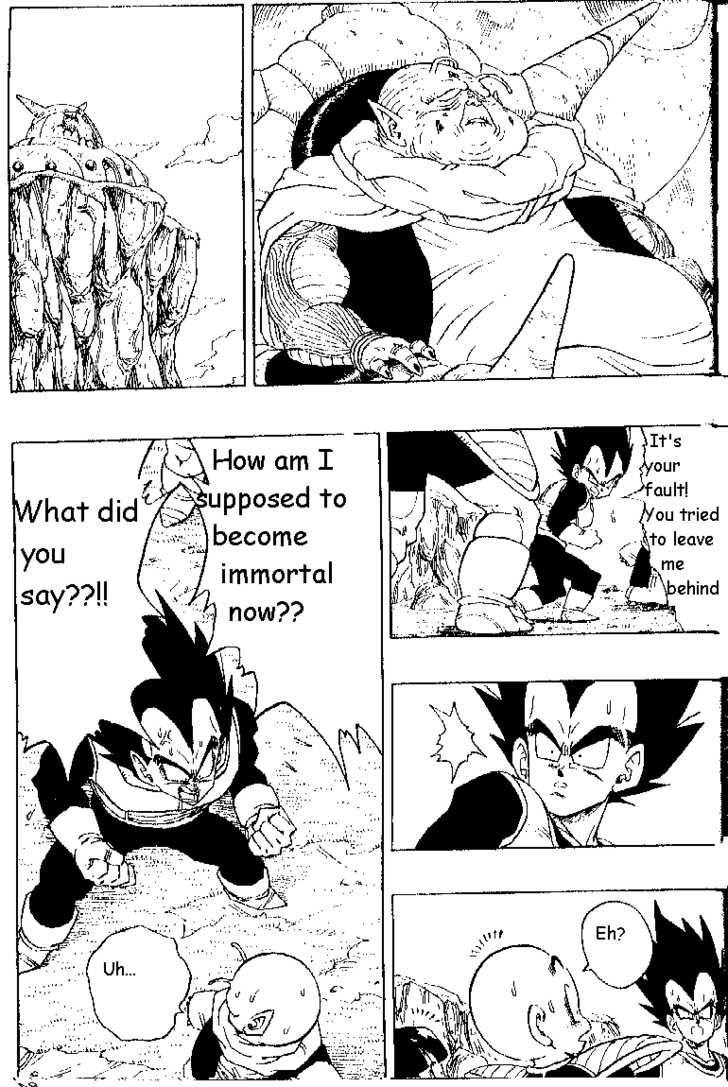 What did
you
say??!!
How am I
supposed to
become
immortal
now??
Uh...
It's
your
fault!
You tried
to leave
me
behind
Eh?